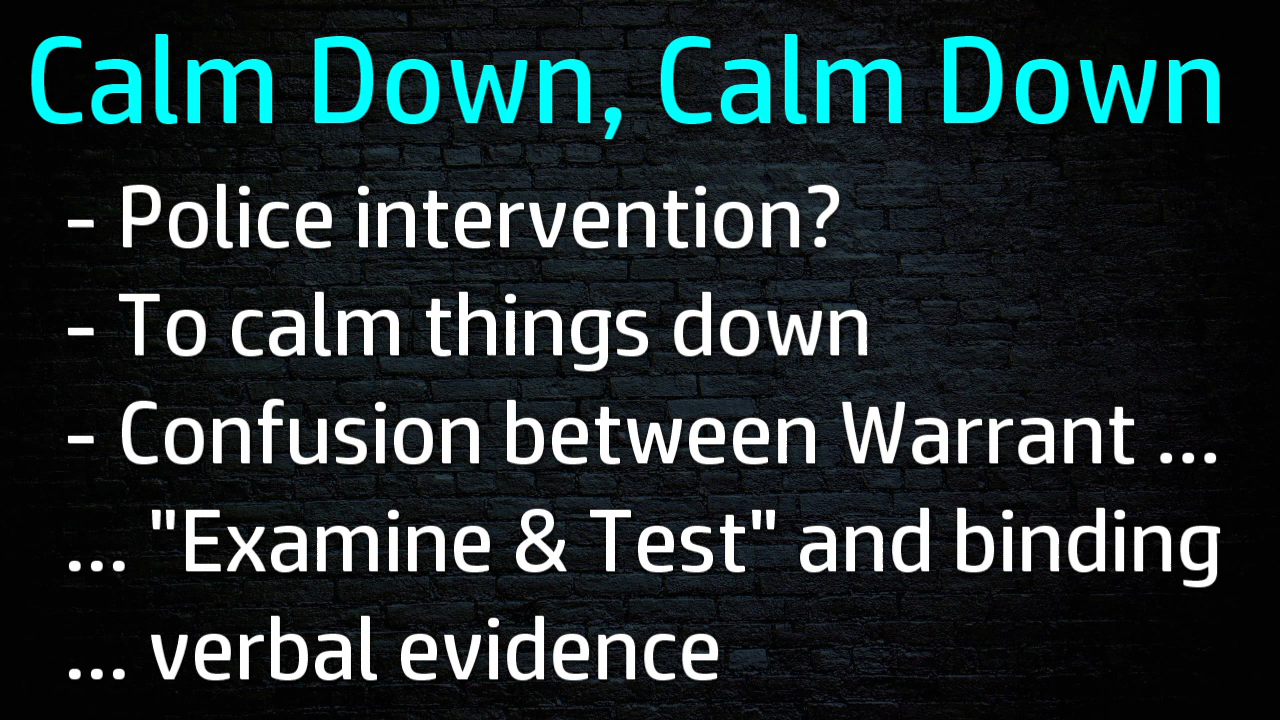 Calm Down, Calm Down
- Police intervention?
- To calm things down
- Confusion between Warrant ...
... "Examine & Test" and binding
... verbal evidence